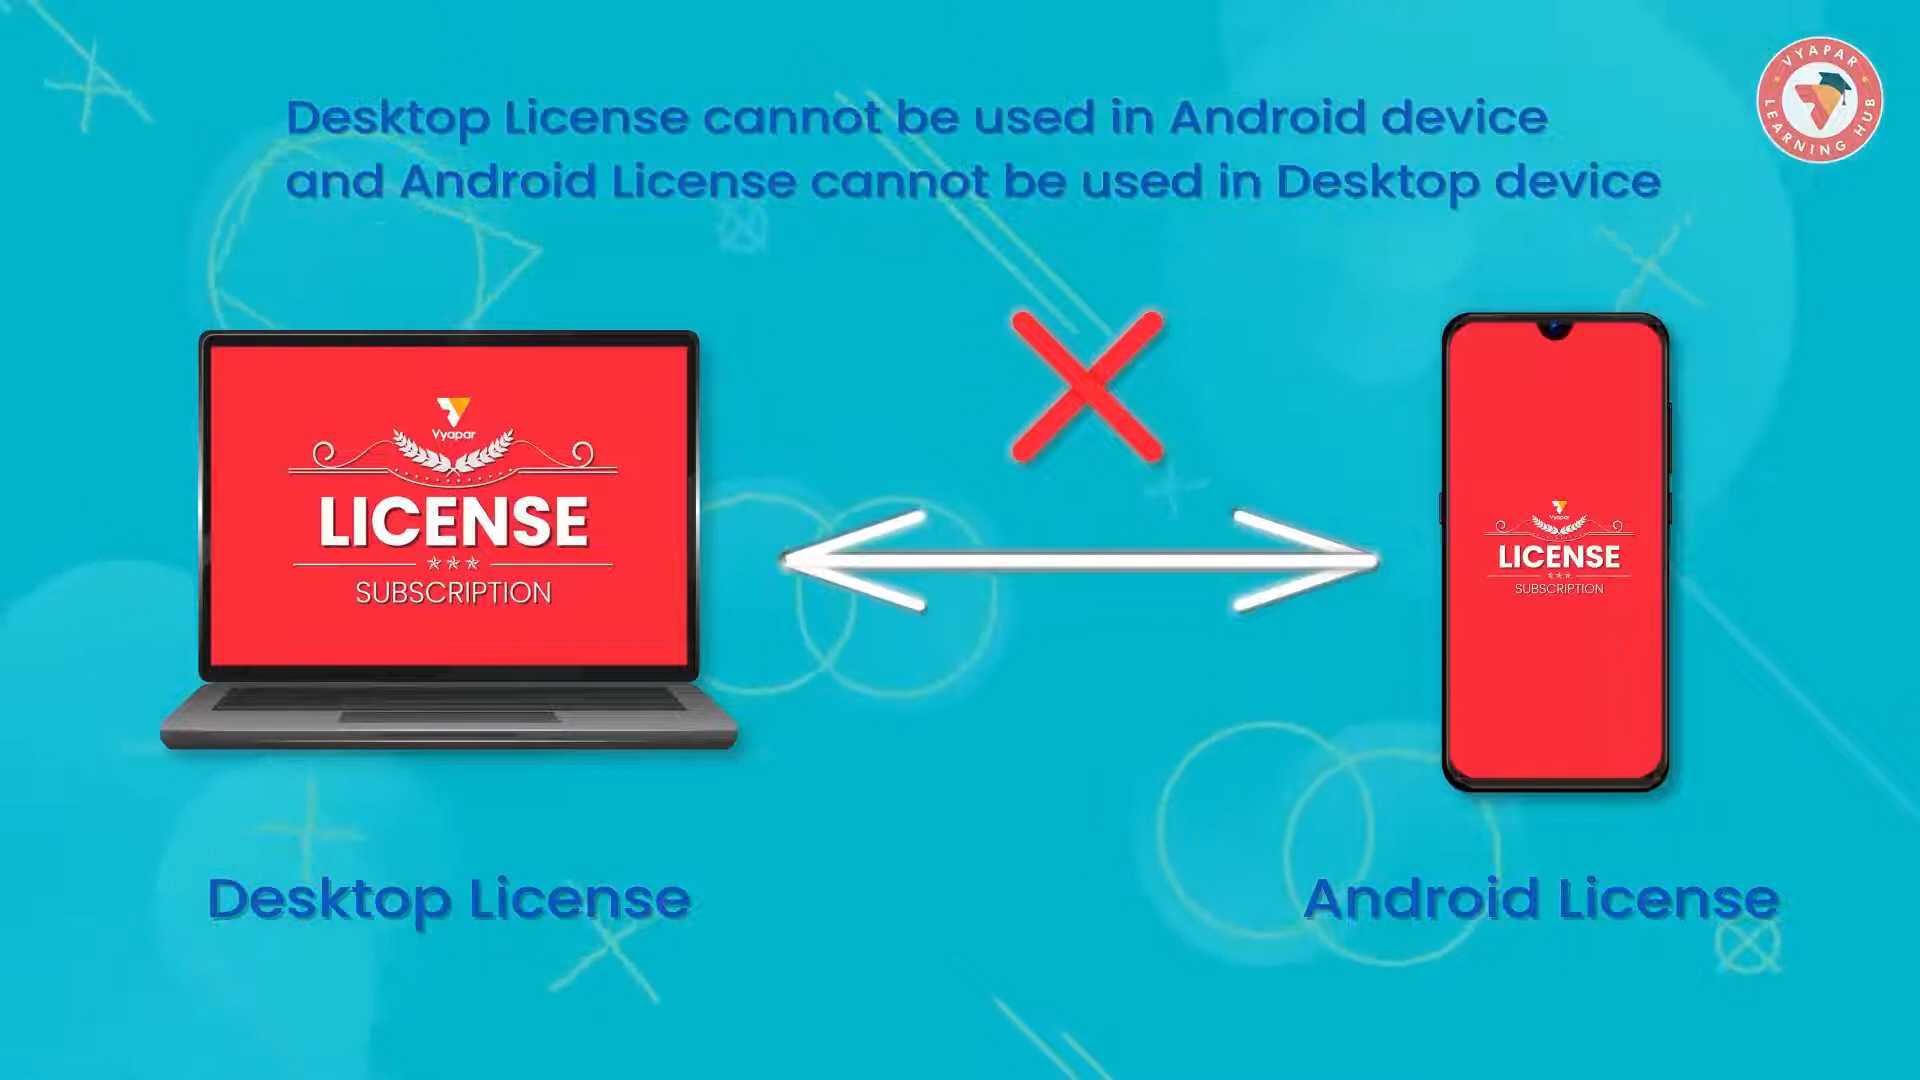 Desktop License cannot be used in Android device
and Android License cannot be used in Desktop device
VYAPAR
LEARNING HUB
Vyapar
LICENSE
SUBSCRIPTION
Vyapar
LICENSE
SUBSCRIPTION
Desktop License
Android License